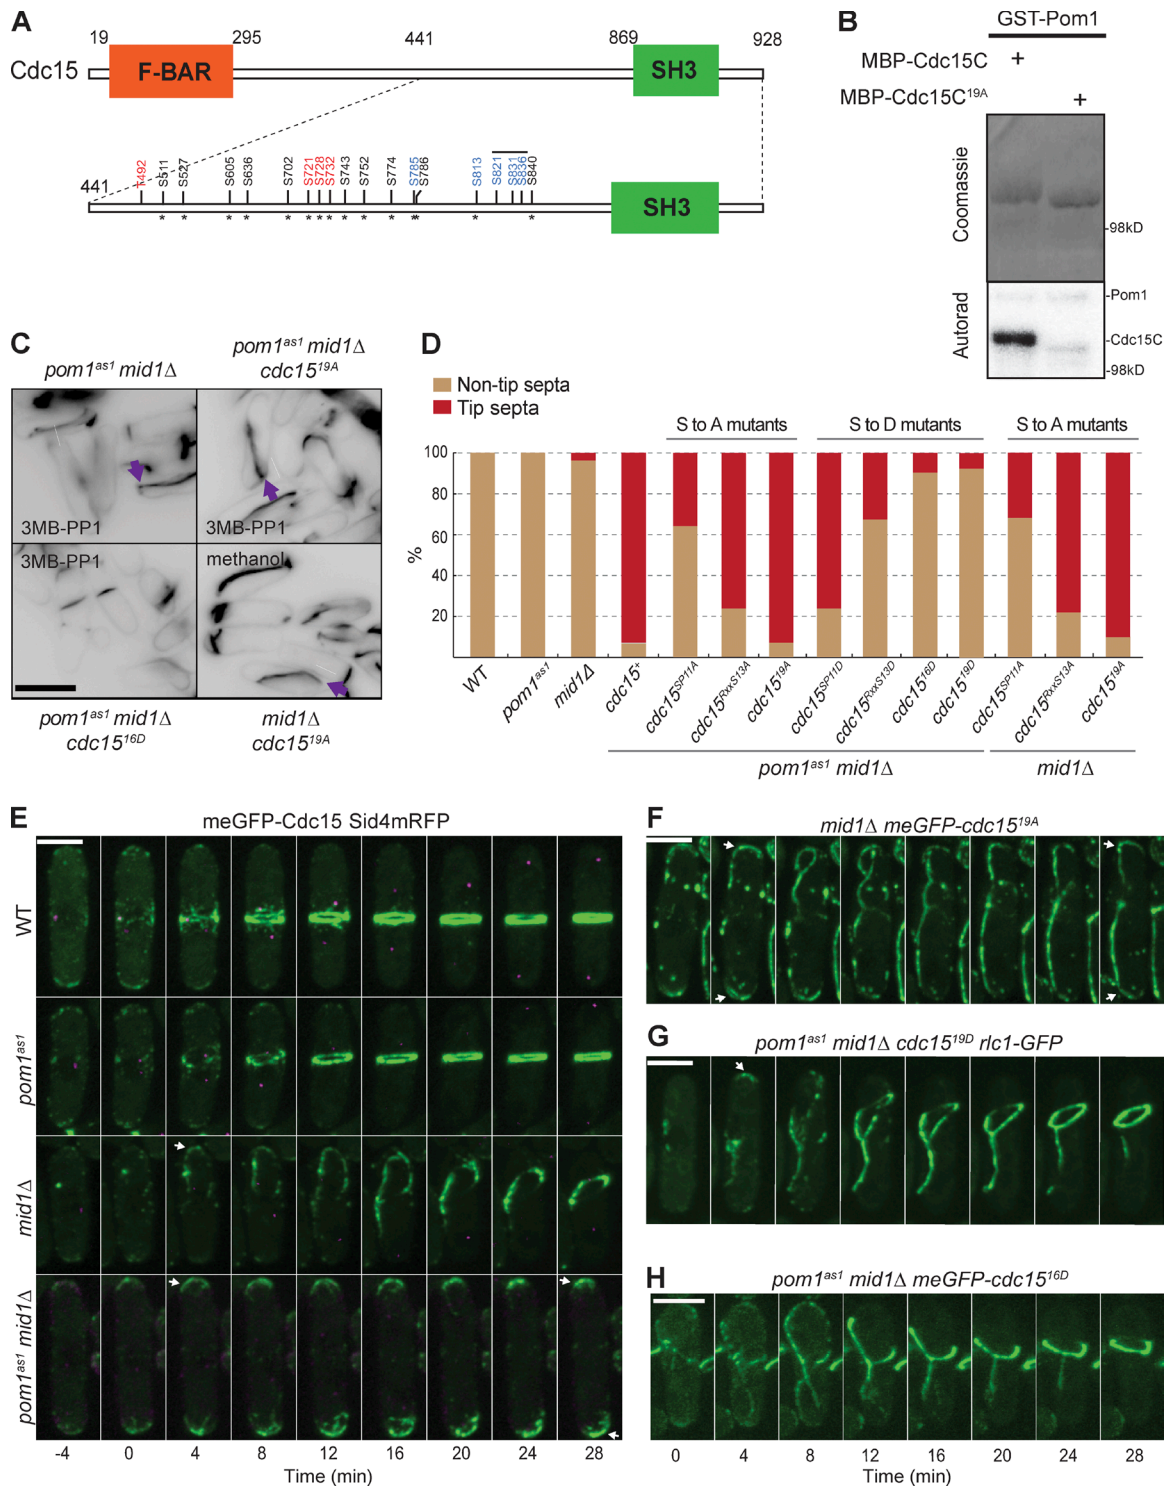 A
19
295
441
869
928
Cdc15
F-BAR
SH3
441
T492
S511
S527
S605
S636
S702
S721
S728
S732
S743
S752
S774
S785
S786
S813
S821
S831
S836
S840
SH3
* * * * * * * * * * * * * *
B
GST-Pom1
MBP-Cdc15C +
MBP-Cdc15C19A +
Coomassie
-98kD
Autorad
-Pom1
-Cdc15C
-98kD
C
pom1as1 mid1Δ
pom1as1 mid1Δ
cdc1519A
3MB-PP1
3MB-PP1
3MB-PP1
methanol
pom1as1 mid1Δ
cdc1516D
mid1Δ
cdc1519A
D
Non-tip septa
Tip septa
S to A mutants
S to D mutants
S to A mutants
100
80
60
40
20
%
WT
pom1as1
mid1Δ
cdc15+
cdc15SP11A
cdc15RxxS13A
cdc1519A
cdc15SP11D
cdc15RxxS13D
cdc1516D
cdc1519D
cdc15SP11A
cdc15RxxS13A
cdc1519A
pom1as1 mid1Δ
mid1Δ
E
meGFP-Cdc15 Sid4mRFP
WT
pom1as1
mid1Δ
pom1as1 mid1Δ
-4 0 4 8 12 16 20 24 28
Time (min)
F
mid1Δ meGFP-cdc1519A
G
pom1as1 mid1Δ cdc1519D rlc1-GFP
H
pom1as1 mid1Δ meGFP-cdc1516D
0 4 8 12 16 20 24 28
Time (min)